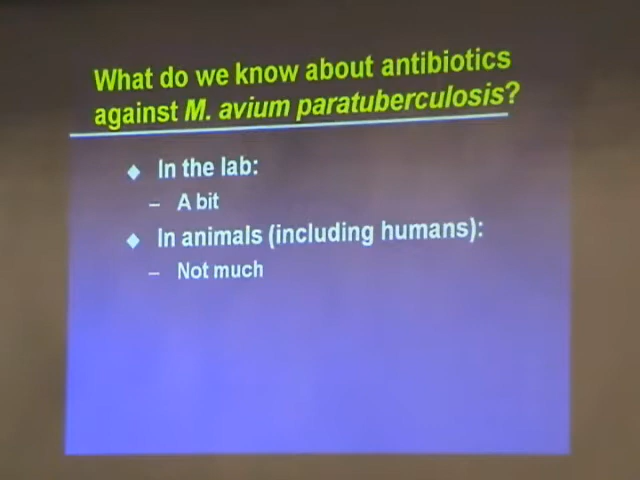 What do we know about antibiotics
against M. avium paratuberculosis?
◆ In the lab:
– A bit
◆ In animals (including humans):
– Not much